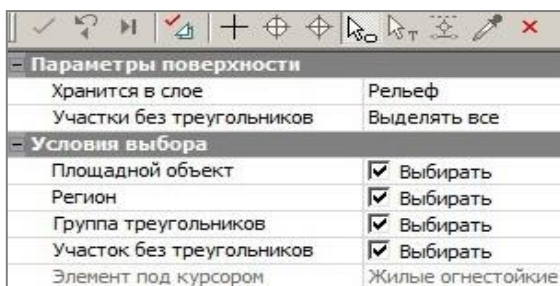 Параметры поверхности
Хранится в слое Рельеф
Участки без треугольников Выделять все
Условия выбора
Площадной объект Выбирать
Регион Выбирать
Группа треугольников Выбирать
Участок без треугольников Выбирать
Элемент под курсором Жилые огнестойкие